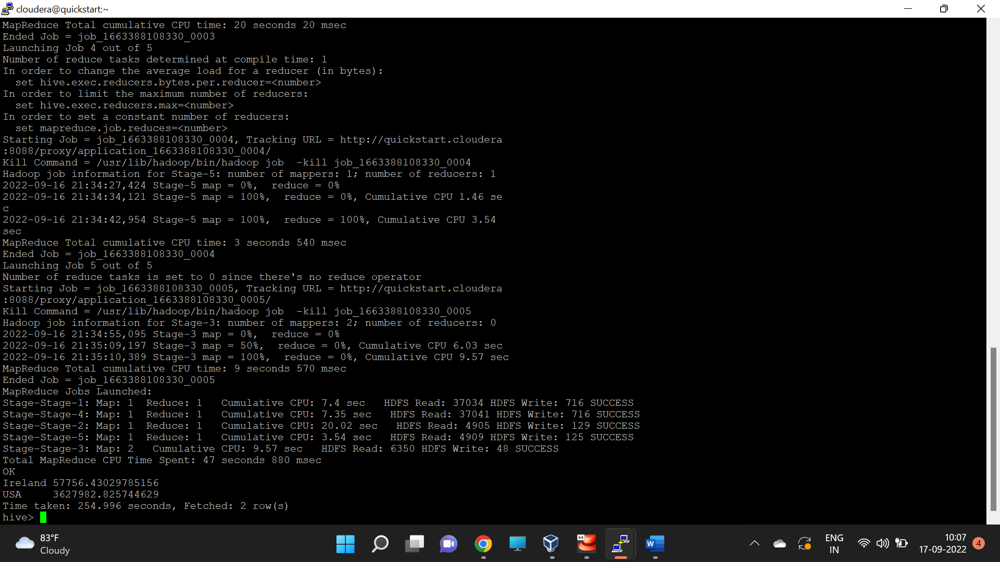 cloudera@quickstart:~
MapReduce Total cumulative CPU time: 20 seconds 20 msec
Ended Job = job_1663388108330_0003
Launching Job 4 out of 5
Number of reduce tasks determined at compile time: 1
In order to change the average load for a reducer (in bytes):
  set hive.exec.reducers.bytes.per.reducer=<number>
In order to limit the maximum number of reducers:
  set hive.exec.reducers.max=<number>
In order to set a constant number of reducers:
  set mapreduce.job.reduces=<number>
Starting Job = job_1663388108330_0004, Tracking URL = http://quickstart.cloudera
:8088/proxy/application_1663388108330_0004/
Kill Command = /usr/lib/hadoop/bin/hadoop job  -kill job_1663388108330_0004
Hadoop job information for Stage-5: number of mappers: 1; number of reducers: 1
2022-09-16 21:34:27,424 Stage-5 map = 0%,  reduce = 0%
2022-09-16 21:34:34,121 Stage-5 map = 100%,  reduce = 0%, Cumulative CPU 1.46 se
c
2022-09-16 21:34:42,954 Stage-5 map = 100%,  reduce = 100%, Cumulative CPU 3.54
sec
MapReduce Total cumulative CPU time: 3 seconds 540 msec
Ended Job = job_1663388108330_0004
Launching Job 5 out of 5
Number of reduce tasks is set to 0 since there's no reduce operator
Starting Job = job_1663388108330_0005, Tracking URL = http://quickstart.cloudera
:8088/proxy/application_1663388108330_0005/
Kill Command = /usr/lib/hadoop/bin/hadoop job  -kill job_1663388108330_0005
Hadoop job information for Stage-3: number of mappers: 2; number of reducers: 0
2022-09-16 21:34:55,095 Stage-3 map = 0%,  reduce = 0%
2022-09-16 21:35:09,197 Stage-3 map = 50%,  reduce = 0%, Cumulative CPU 6.03 sec
2022-09-16 21:35:10,389 Stage-3 map = 100%,  reduce = 0%, Cumulative CPU 9.57 sec
MapReduce Total cumulative CPU time: 9 seconds 570 msec
Ended Job = job_1663388108330_0005
MapReduce Jobs Launched:
Stage-Stage-1: Map: 1  Reduce: 1   Cumulative CPU: 7.4 sec   HDFS Read: 37034 HDFS Write: 716 SUCCESS
Stage-Stage-4: Map: 1  Reduce: 1   Cumulative CPU: 7.35 sec   HDFS Read: 37041 HDFS Write: 716 SUCCESS
Stage-Stage-2: Map: 1  Reduce: 1   Cumulative CPU: 20.02 sec   HDFS Read: 4905 HDFS Write: 129 SUCCESS
Stage-Stage-5: Map: 1  Reduce: 1   Cumulative CPU: 3.54 sec   HDFS Read: 4909 HDFS Write: 125 SUCCESS
Stage-Stage-3: Map: 2   Cumulative CPU: 9.57 sec   HDFS Read: 6350 HDFS Write: 48 SUCCESS
Total MapReduce CPU Time Spent: 47 seconds 880 msec
OK
Ireland 57756.43029785156
USA     3627982.825744629
Time taken: 254.996 seconds, Fetched: 2 row(s)
hive>
83°F
Cloudy
64
W
ENG
IN
10:07
17-09-2022
4